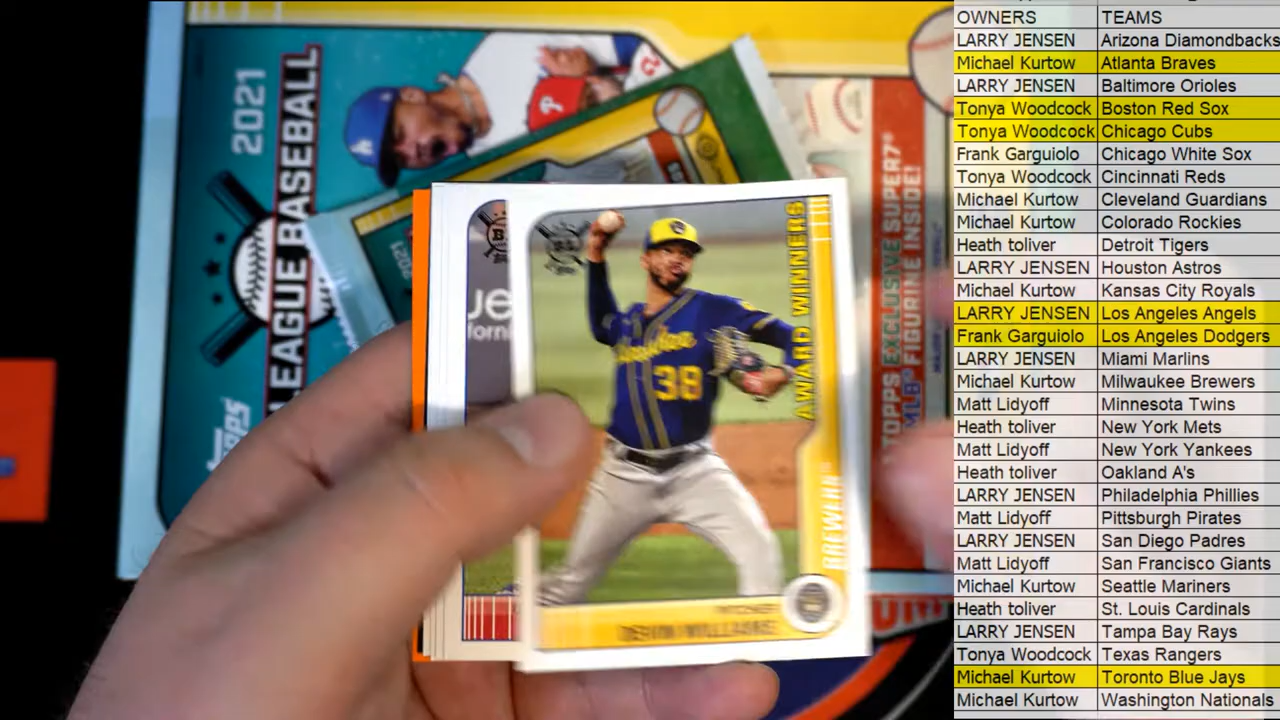 2021
LEAGUE BASEBALL
topps
TOPPS EXCLUSIVE SUPER7
MLB FIGURINE INSIDE!
AWARD WINNERS
38
BREWERS
PITCHER
DEVIN WILLIAMS
OWNERS TEAMS
LARRY JENSEN Arizona Diamondbacks
Michael Kurtow Atlanta Braves
LARRY JENSEN Baltimore Orioles
Tonya Woodcock Boston Red Sox
Tonya Woodcock Chicago Cubs
Frank Garguiolo Chicago White Sox
Tonya Woodcock Cincinnati Reds
Michael Kurtow Cleveland Guardians
Michael Kurtow Colorado Rockies
Heath toliver Detroit Tigers
LARRY JENSEN Houston Astros
Michael Kurtow Kansas City Royals
LARRY JENSEN Los Angeles Angels
Frank Garguiolo Los Angeles Dodgers
LARRY JENSEN Miami Marlins
Michael Kurtow Milwaukee Brewers
Matt Lidyoff Minnesota Twins
Heath toliver New York Mets
Matt Lidyoff New York Yankees
Heath toliver Oakland A's
LARRY JENSEN Philadelphia Phillies
Matt Lidyoff Pittsburgh Pirates
LARRY JENSEN San Diego Padres
Matt Lidyoff San Francisco Giants
Michael Kurtow Seattle Mariners
Heath toliver St. Louis Cardinals
LARRY JENSEN Tampa Bay Rays
Tonya Woodcock Texas Rangers
Michael Kurtow Toronto Blue Jays
Michael Kurtow Washington Nationals